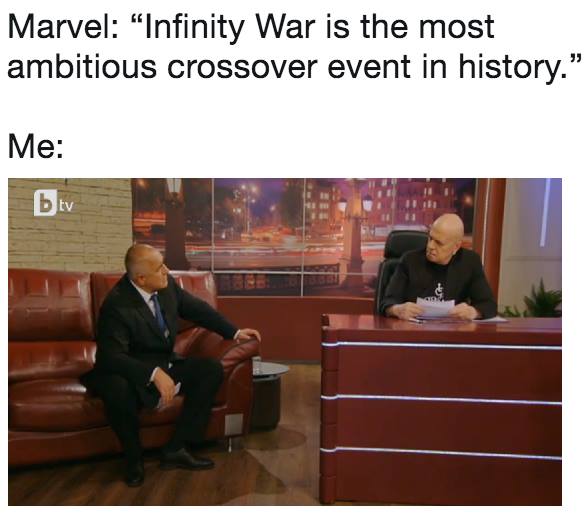 Marvel: “Infinity War is the most
ambitious crossover event in history.”
Me:
btv